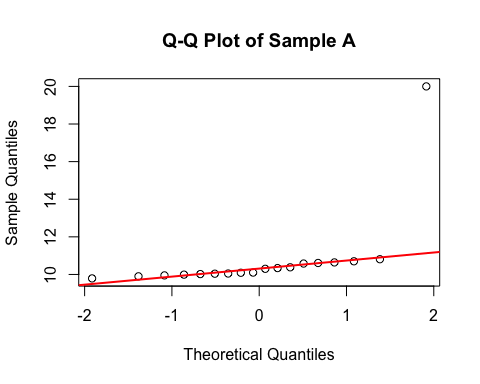 Q-Q Plot of Sample A
Sample Quantiles
20
18
16
14
12
10
-2 -1 0 1 2
Theoretical Quantiles